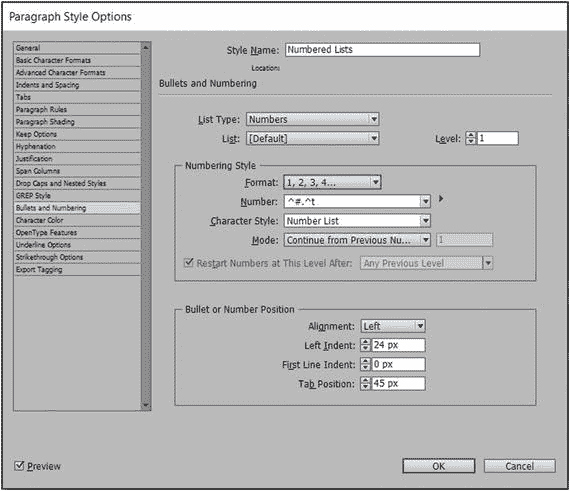 Paragraph Style Options
General
Basic Character Formats
Advanced Character Formats
Indents and Spacing
Tabs
Paragraph Rules
Paragraph Shading
Keep Options
Hyphenation
Justification
Span Columns
Drop Caps and Nested Styles
GREP Style
Bullets and Numbering
Character Color
OpenType Features
Underline Options
Strikethrough Options
Export Tagging
Style Name: Numbered Lists
Location:
Bullets and Numbering
List Type: Numbers
List: [Default] Level: 1
Numbering Style
Format: 1, 2, 3, 4...
Number: ^#.^t
Character Style: Number List
Mode: Continue from Previous Nu... 1
Restart Numbers at This Level After: Any Previous Level
Bullet or Number Position
Alignment: Left
Left Indent: 24 px
First Line Indent: 0 px
Tab Position: 45 px
Preview
OK Cancel